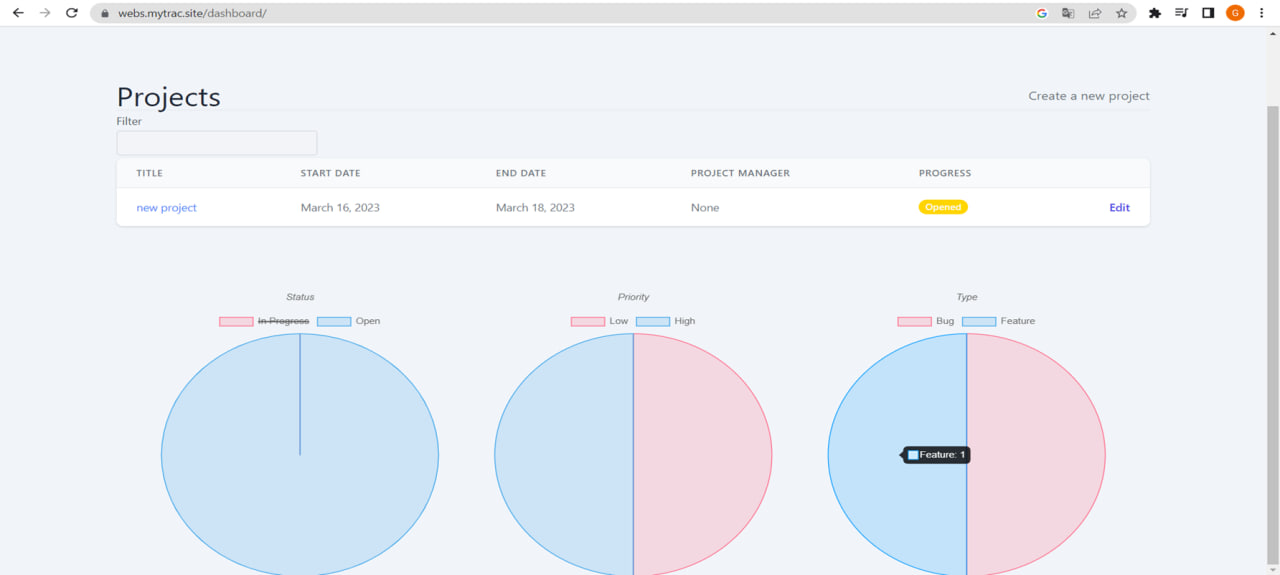 webs.mytrac.site/dashboard/
G
G
Projects
Create a new project
Filter
TITLE START DATE END DATE PROJECT MANAGER PROGRESS
new project March 16, 2023 March 18, 2023 None Opened Edit
Status Priority Type
In Progress Open Low High Bug Feature
Feature: 1